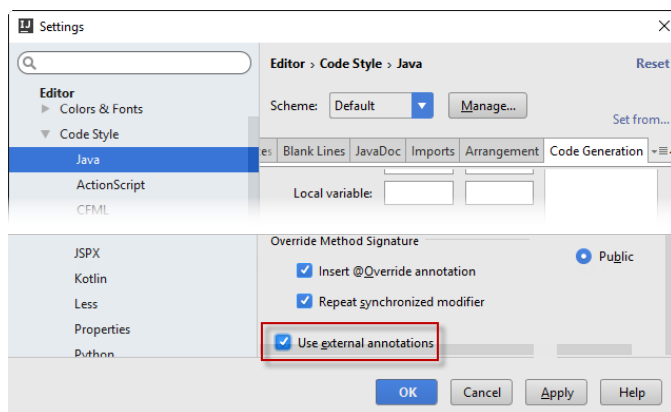 Settings
Editor › Code Style › Java
Reset
Editor
Colors & Fonts
Code Style
Java
ActionScript
CFML
JSPX
Kotlin
Less
Properties
Python
Scheme:
Default
Manage...
Set from...
es
Blank Lines
JavaDoc
Imports
Arrangement
Code Generation
Local variable:
Override Method Signature
Insert @Override annotation
Repeat synchronized modifier
Use external annotations
Public
OK
Cancel
Apply
Help